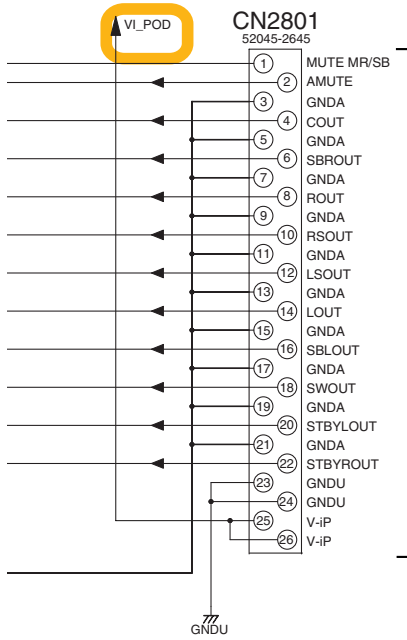 VI_POD
CN2801
52045-2645
1 MUTE MR/SB
2 AMUTE
3 GNDA
4 COUT
5 GNDA
6 SBROUT
7 GNDA
8 ROUT
9 GNDA
10 RSOUT
11 GNDA
12 LSOUT
13 GNDA
14 LOUT
15 GNDA
16 SBLOUT
17 GNDA
18 SWOUT
19 GNDA
20 STBYLOUT
21 GNDA
22 STBYROUT
23 GNDU
24 GNDU
25 V-iP
26 V-iP
GNDU